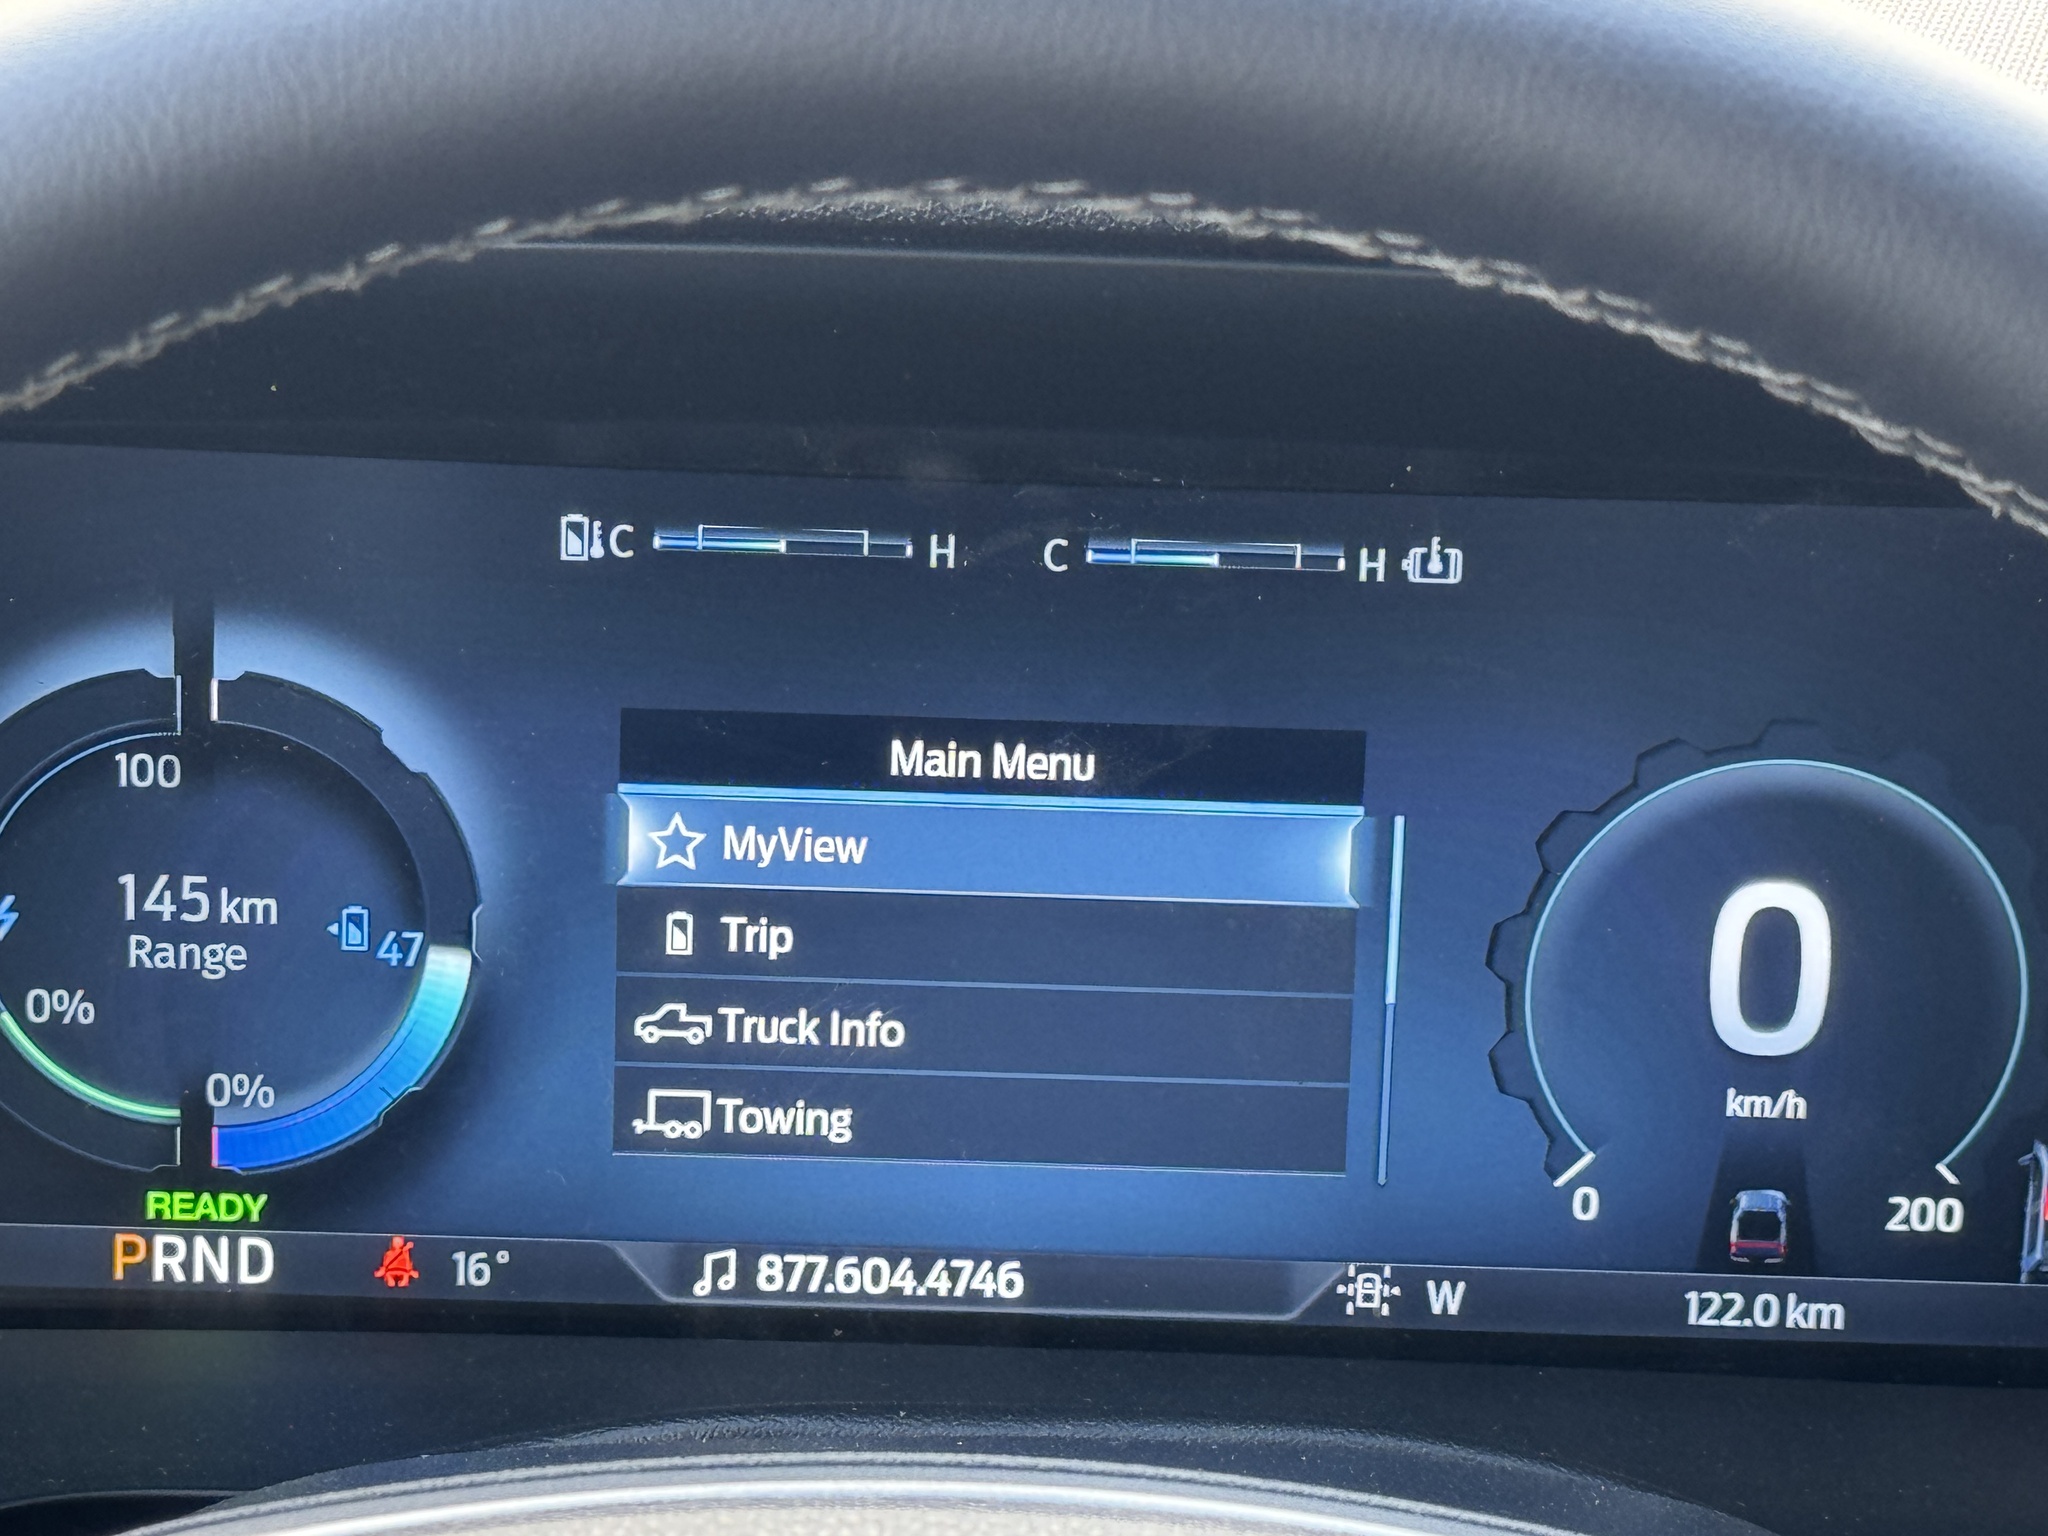 C H C H
Main Menu
100
MyView
145 km
Range
47
Trip
0%
Truck Info
0%
Towing
0
km/h
0
200
READY
PRND
16°
877.604.4746
W
122.0 km